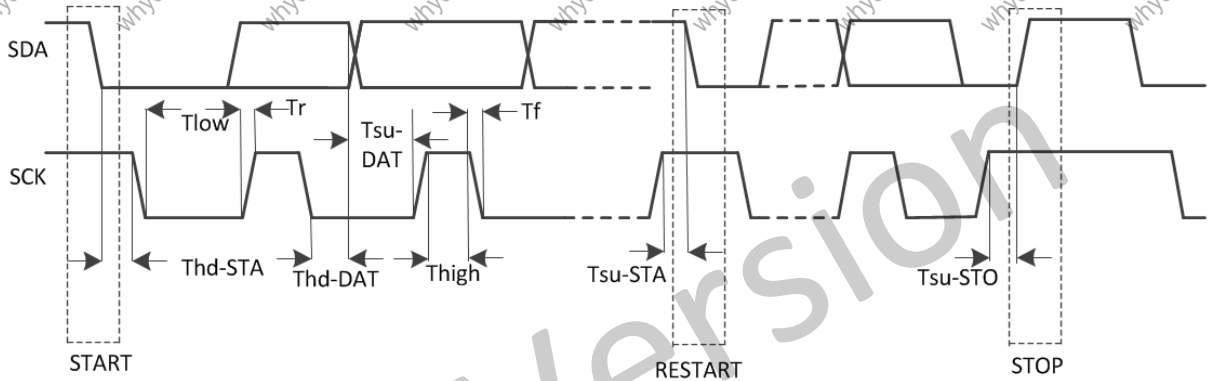 SDA
Tlow
Tr
Tsu-
DAT
Tf
SCK
Thd-STA
Thd-DAT
Thigh
Tsu-STA
Tsu-STO
START
RESTART
STOP
Version